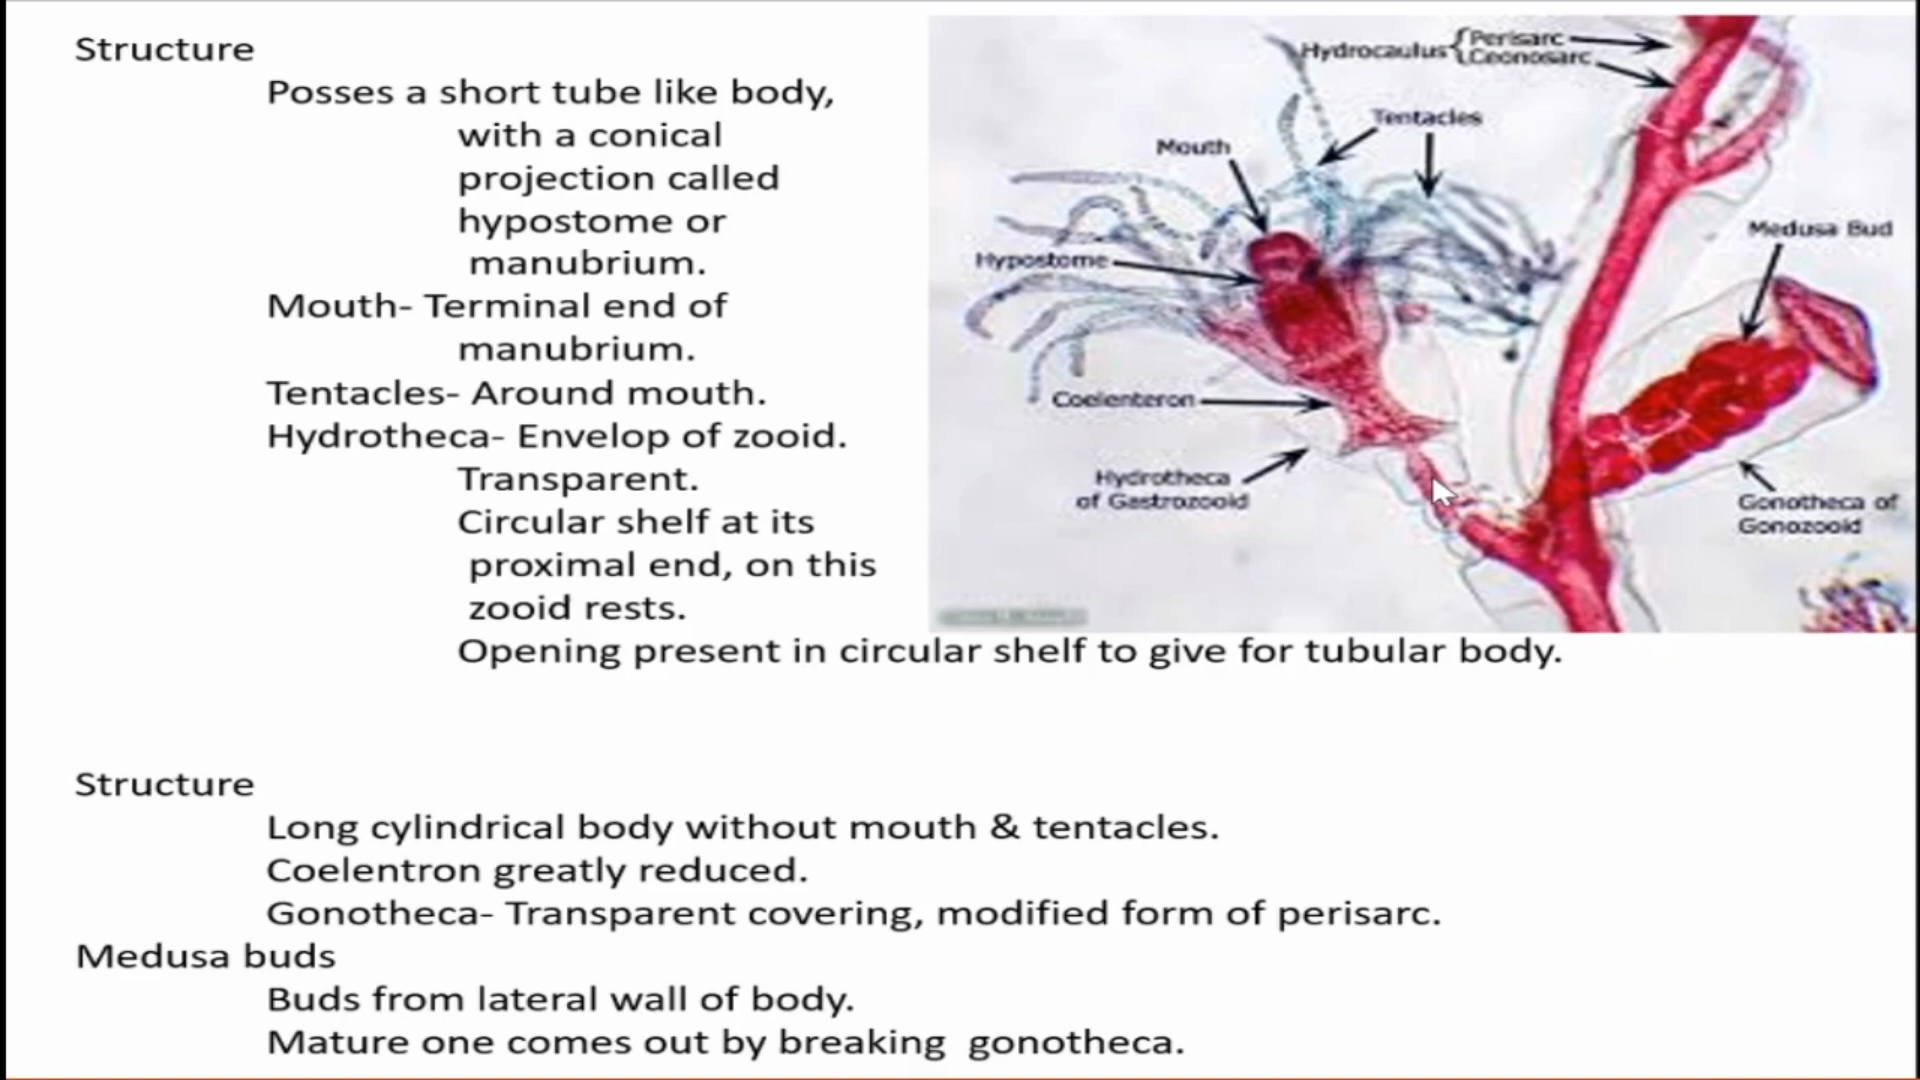 Structure
Posses a short tube like body,
with a conical
projection called
hypostome or
manubrium.
Mouth- Terminal end of
manubrium.
Tentacles- Around mouth.
Hydrotheca- Envelop of zooid.
Transparent.
Circular shelf at its
proximal end, on this
zooid rests.
Opening present in circular shelf to give for tubular body.
Hydrocaulus
Perisarc
Ceonosarc
Tentacles
Mouth
Medusa Bud
Hypostome
Coelenteron
Hydrotheca
of Gastrozooid
Gonotheca of
Gonozooid
Structure
Long cylindrical body without mouth & tentacles.
Coelentron greatly reduced.
Gonotheca- Transparent covering, modified form of perisarc.
Medusa buds
Buds from lateral wall of body.
Mature one comes out by breaking gonotheca.